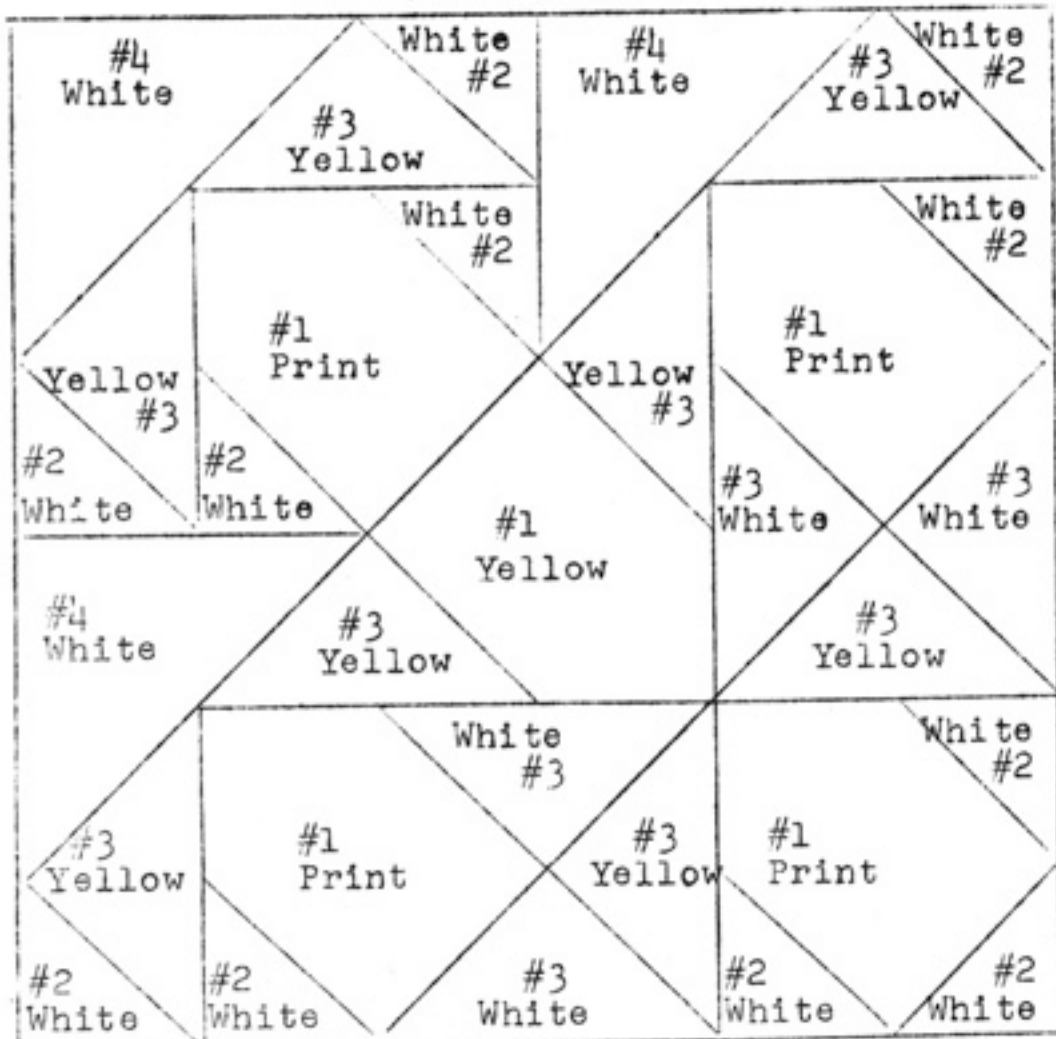 #4
White
White
#2
#3
Yellow
#4
White
#3
Yellow
White
#2
White
#2
White
#2
#1
Print
#1
Print
Yellow
#3
Yellow
#3
#2
White
#2
White
#3
White
#3
White
#1
Yellow
#4
White
#3
Yellow
#3
Yellow
White
#3
White
#2
#3
Yellow
#1
Print
#3
Yellow
#1
Print
#2
White
#2
White
#3
White
#2
White
#2
White